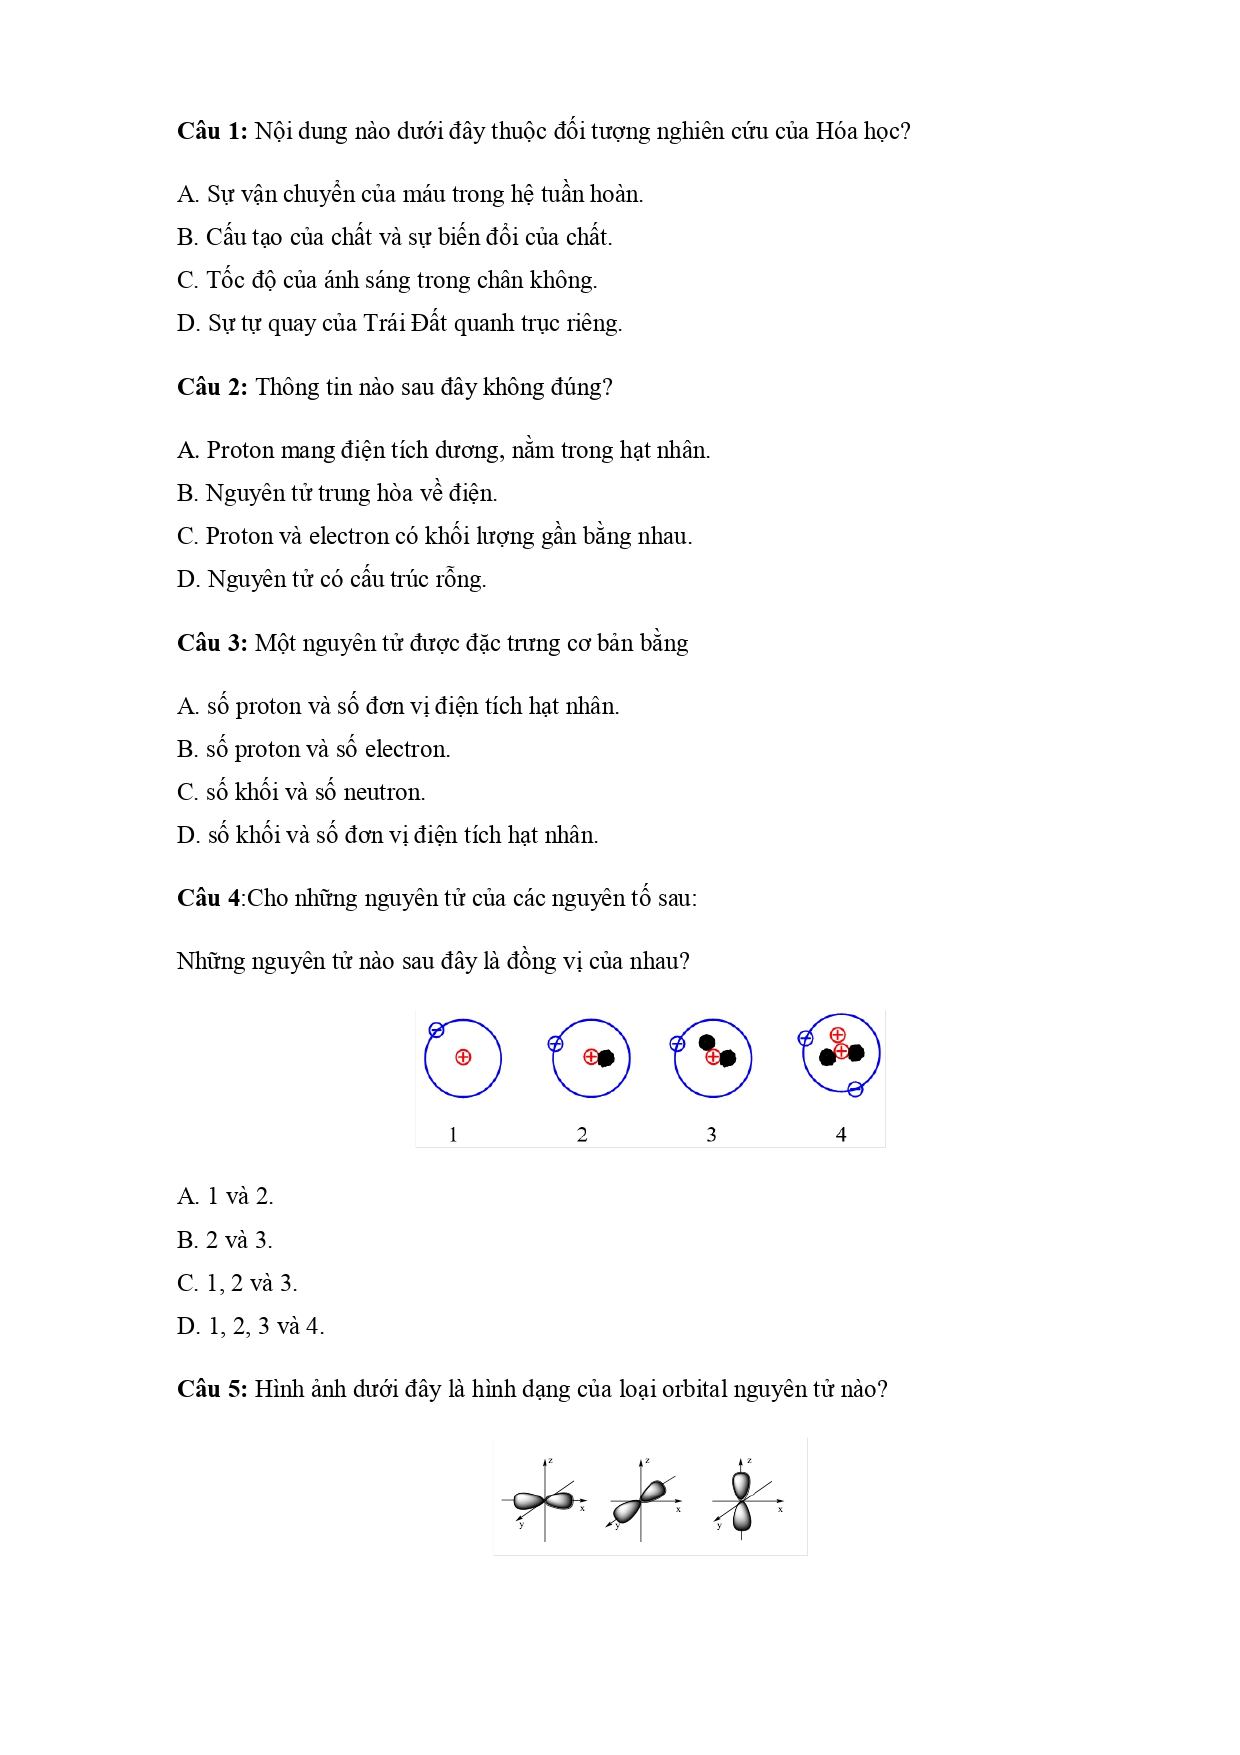 Câu 1: Nội dung nào dưới đây thuộc đối tượng nghiên cứu của Hóa học?
A. Sự vận chuyển của máu trong hệ tuần hoàn.
B. Cấu tạo của chất và sự biến đổi của chất.
C. Tốc độ của ánh sáng trong chân không.
D. Sự tự quay của Trái Đất quanh trục riêng.
Câu 2: Thông tin nào sau đây không đúng?
A. Proton mang điện tích dương, nằm trong hạt nhân.
B. Nguyên tử trung hòa về điện.
C. Proton và electron có khối lượng gần bằng nhau.
D. Nguyên tử có cấu trúc rỗng.
Câu 3: Một nguyên tử được đặc trưng cơ bản bằng
A. số proton và số đơn vị điện tích hạt nhân.
B. số proton và số electron.
C. số khối và số neutron.
D. số khối và số đơn vị điện tích hạt nhân.
Câu 4:Cho những nguyên tử của các nguyên tố sau:
Những nguyên tử nào sau đây là đồng vị của nhau?
1 2 3 4
A. 1 và 2.
B. 2 và 3.
C. 1, 2 và 3.
D. 1, 2, 3 và 4.
Câu 5: Hình ảnh dưới đây là hình dạng của loại orbital nguyên tử nào?
z z z
x x x
y y y